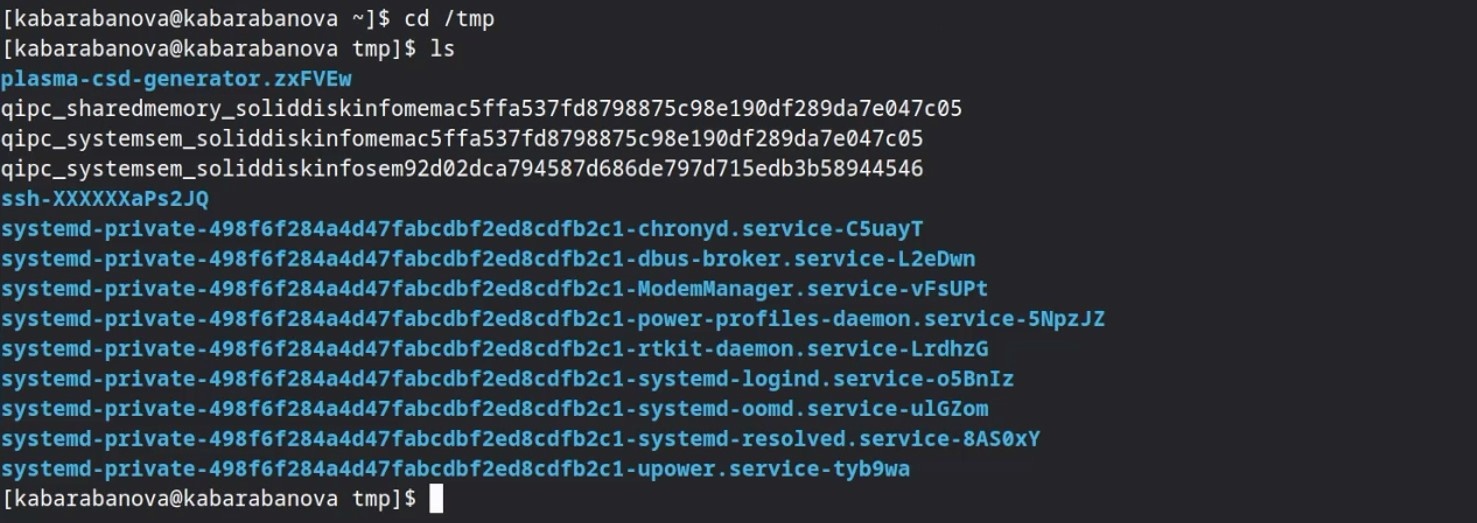 [kabarabanova@kabarabanova ~]$ cd /tmp
[kabarabanova@kabarabanova tmp]$ ls
plasma-csd-generator.zxFVEw
qipc_sharedmemory_soliddiskinfomemac5ffa537fd8798875c98e190df289da7e047c05
qipc_systemsem_soliddiskinfomemac5ffa537fd8798875c98e190df289da7e047c05
qipc_systemsem_soliddiskinfosem92d02dca794587d686de797d715edb3b58944546
ssh-XXXXXXaPs2JQ
systemd-private-498f6f284a4d47fabcdbf2ed8cdfb2c1-chronyd.service-C5uayT
systemd-private-498f6f284a4d47fabcdbf2ed8cdfb2c1-dbus-broker.service-L2eDwn
systemd-private-498f6f284a4d47fabcdbf2ed8cdfb2c1-ModemManager.service-vFsUPt
systemd-private-498f6f284a4d47fabcdbf2ed8cdfb2c1-power-profiles-daemon.service-5NpzJZ
systemd-private-498f6f284a4d47fabcdbf2ed8cdfb2c1-rtkit-daemon.service-LrdhzG
systemd-private-498f6f284a4d47fabcdbf2ed8cdfb2c1-systemd-logind.service-o5BnIz
systemd-private-498f6f284a4d47fabcdbf2ed8cdfb2c1-systemd-oomd.service-ulGZom
systemd-private-498f6f284a4d47fabcdbf2ed8cdfb2c1-systemd-resolved.service-8AS0xY
systemd-private-498f6f284a4d47fabcdbf2ed8cdfb2c1-upower.service-tyb9wa
[kabarabanova@kabarabanova tmp]$